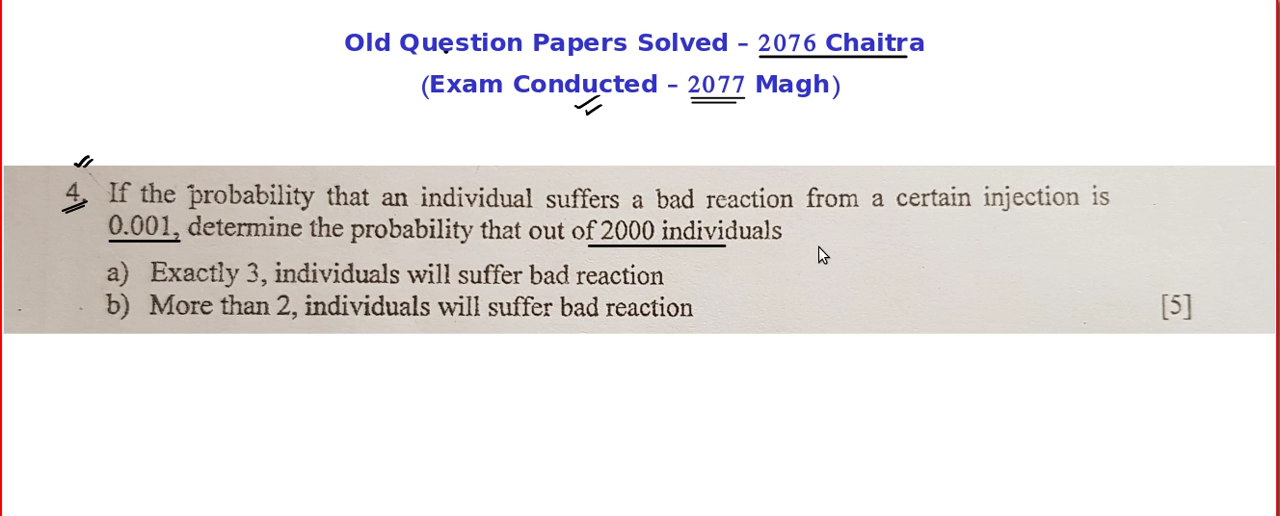 Old Question Papers Solved – 2076 Chaitra
(Exam Conducted – 2077 Magh)
4. If the probability that an individual suffers a bad reaction from a certain injection is
0.001, determine the probability that out of 2000 individuals
a) Exactly 3, individuals will suffer bad reaction
b) More than 2, individuals will suffer bad reaction [5]